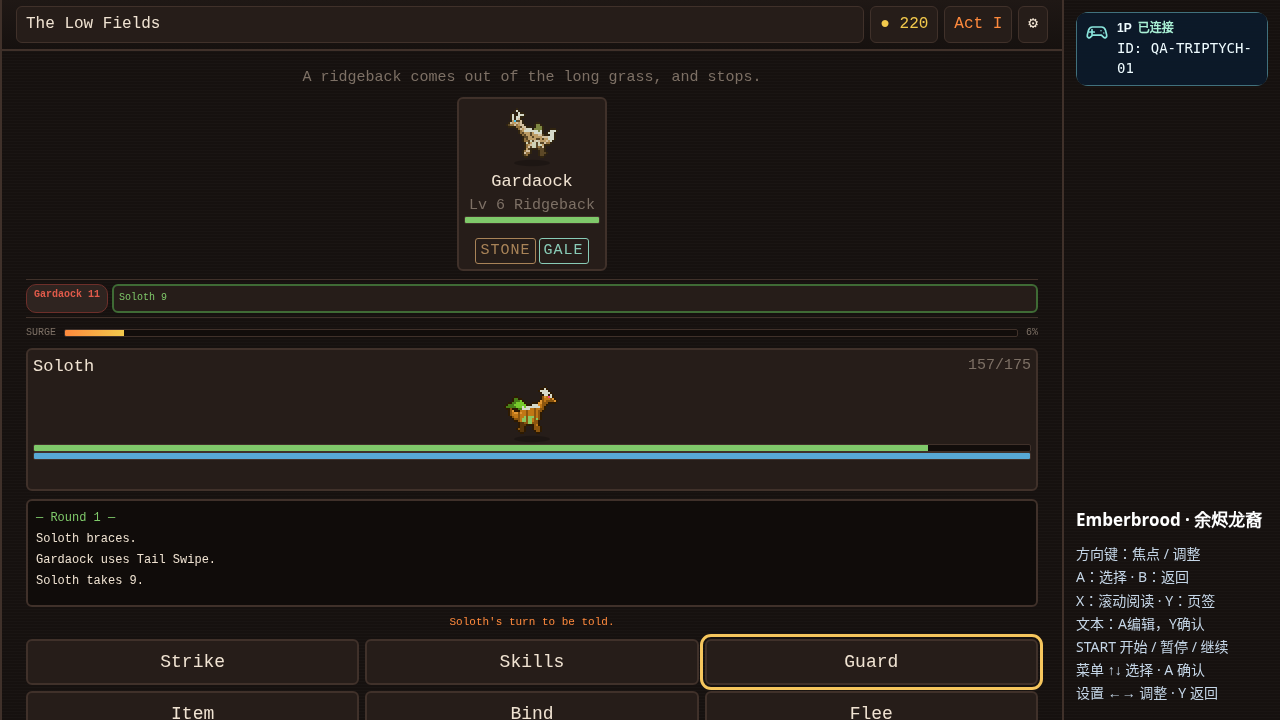 The Low Fields
● 220
Act I
⚙
A ridgeback comes out of the long grass, and stops.
Gardaock
Lv 6 Ridgeback
STONE GALE
Gardaock 11
Soloth 9
SURGE
6%
Soloth
157/175
— Round 1 —
Soloth braces.
Gardaock uses Tail Swipe.
Soloth takes 9.
Soloth's turn to be told.
Strike
Skills
Guard
Item
Bind
Flee
1P 已连接
ID: QA-TRIPTYCH-
01
Emberbrood · 余烬龙裔
方向键：焦点 / 调整
A：选择 · B：返回
X：滚动阅读 · Y：页签
文本：A编辑，Y确认
START 开始 / 暂停 / 继续
菜单 ↑↓ 选择 · A 确认
设置 ←→ 调整 · Y 返回